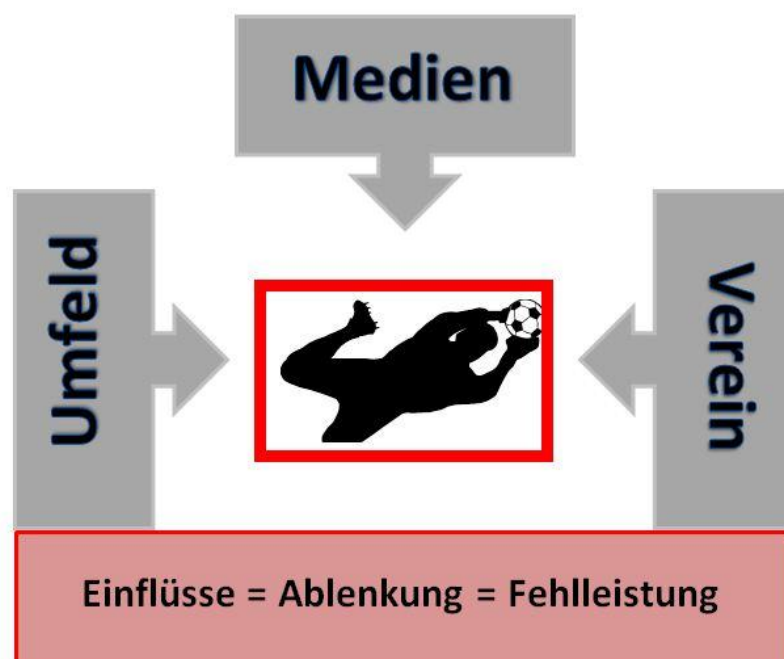 Medien
Umfeld
Verein
Einflüsse = Ablenkung = Fehlleistung